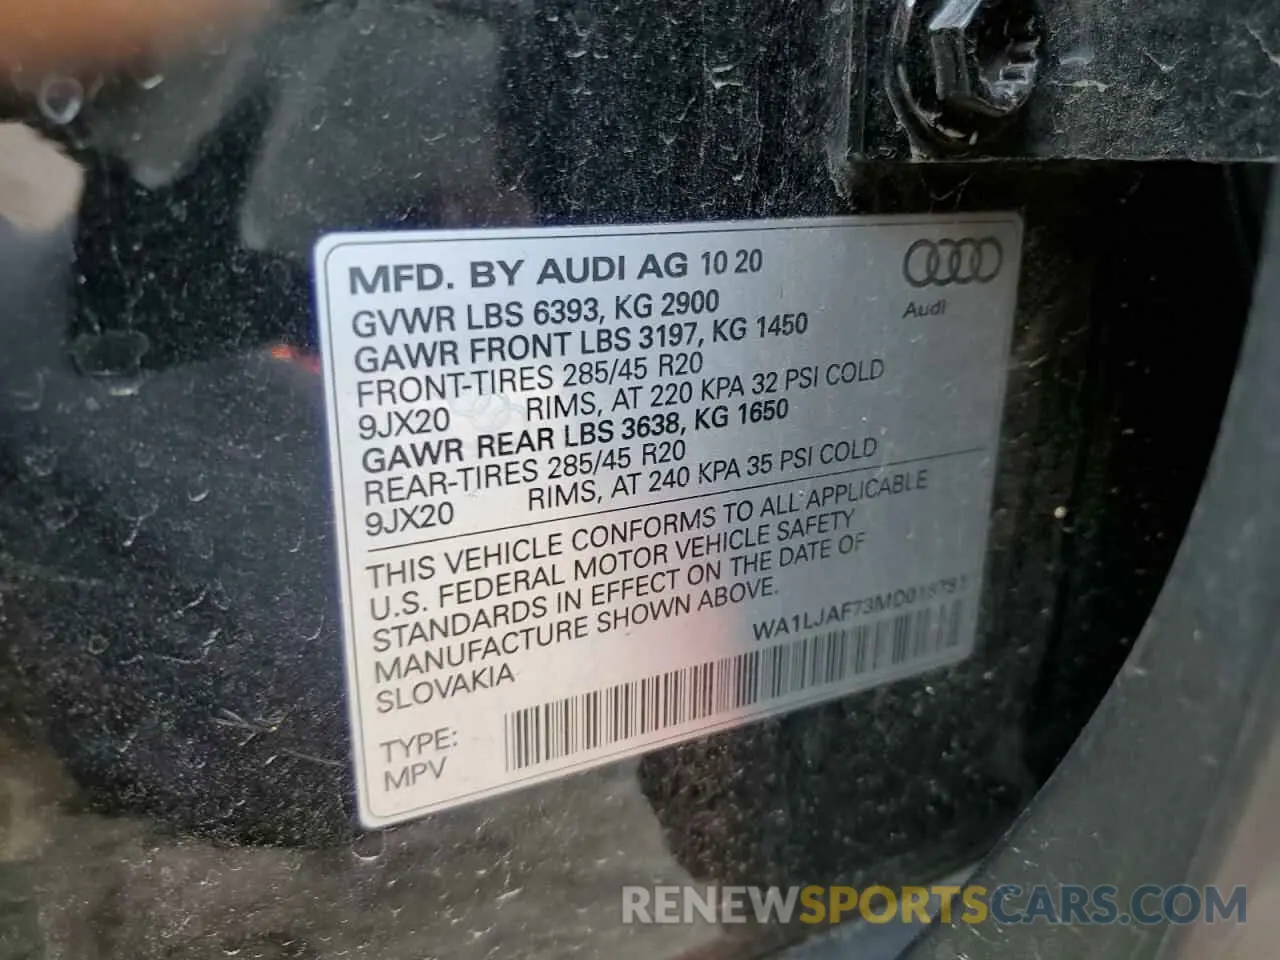 MFD. BY AUDI AG 10 20
GVWR LBS 6393, KG 2900
GAWR FRONT LBS 3197, KG 1450
FRONT-TIRES 285/45 R20
9JX20 RIMS, AT 220 KPA 32 PSI COLD
GAWR REAR LBS 3638, KG 1650
REAR-TIRES 285/45 R20
9JX20 RIMS, AT 240 KPA 35 PSI COLD
THIS VEHICLE CONFORMS TO ALL APPLICABLE
U.S. FEDERAL MOTOR VEHICLE SAFETY
STANDARDS IN EFFECT ON THE DATE OF
MANUFACTURE SHOWN ABOVE.
SLOVAKIA
TYPE:
MPV
Audi
RENEWSPORTSCARS.COM